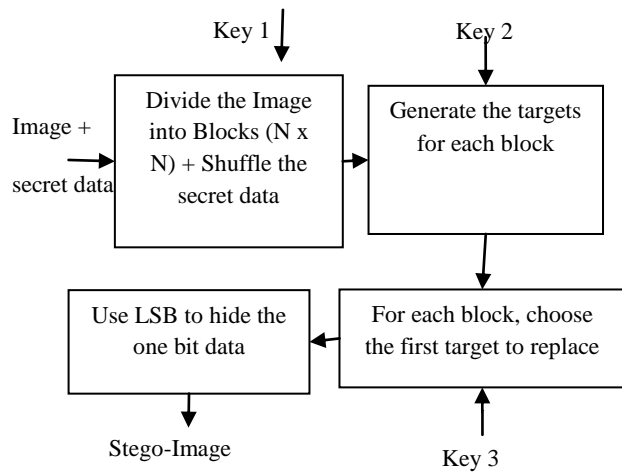 Key 1
Key 2
Image +
secret data
Divide the Image
into Blocks (N x
N) + Shuffle the
secret data
Generate the targets
for each block
For each block, choose
the first target to replace
Key 3
Use LSB to hide the
one bit data
Stego-Image